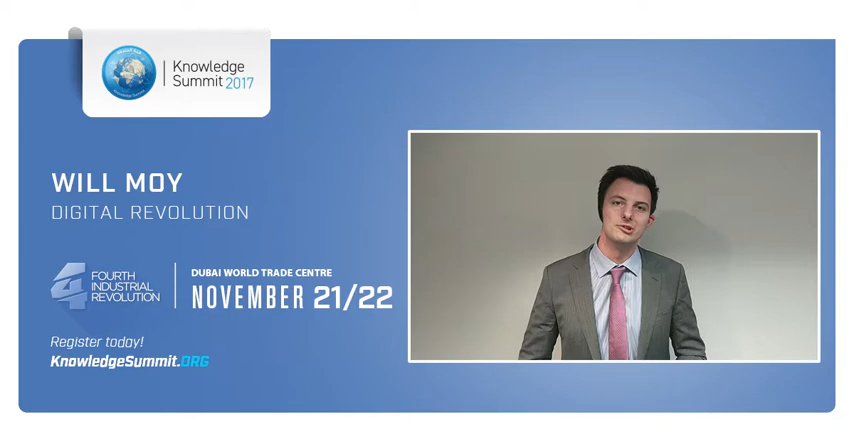 Knowledge
Summit 2017
WILL MOY
DIGITAL REVOLUTION
4
FOURTH
INDUSTRIAL
REVOLUTION
DUBAI WORLD TRADE CENTRE
NOVEMBER 21/22
Register today!
KnowledgeSummit.ORG